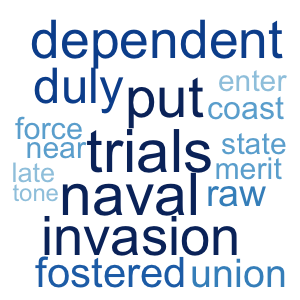 dependent
duly put enter
coast
force trials state
near merit
late naval raw
tone
invasion
fostered union